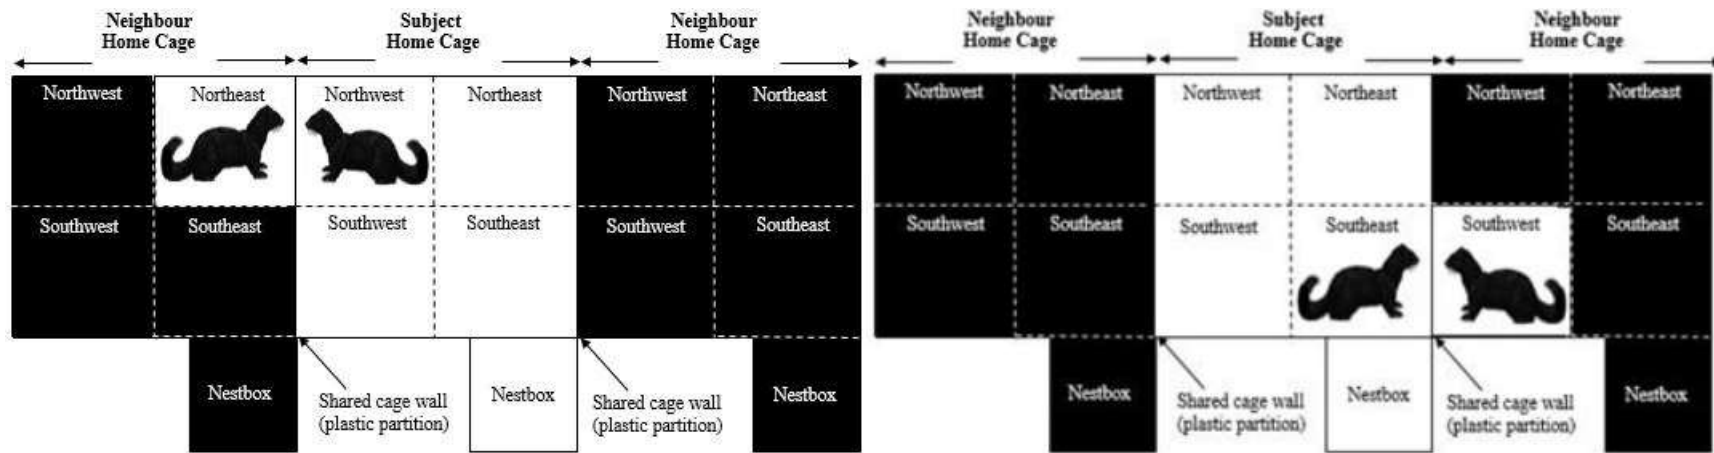 Neighbour
Home Cage
Subject
Home Cage
Neighbour
Home Cage
Northwest
Northeast
Northwest
Northeast
Northwest
Northeast
Southwest
Southeast
Southwest
Southeast
Southwest
Southeast
Nestbox
Shared cage wall
(plastic partition)
Nestbox
Shared cage wall
(plastic partition)
Nestbox
Neighbour
Home Cage
Subject
Home Cage
Neighbour
Home Cage
Northwest
Northeast
Northwest
Northeast
Northwest
Northeast
Southwest
Southeast
Southwest
Southeast
Southwest
Southeast
Nestbox
Shared cage wall
(plastic partition)
Nestbox
Shared cage wall
(plastic partition)
Nestbox